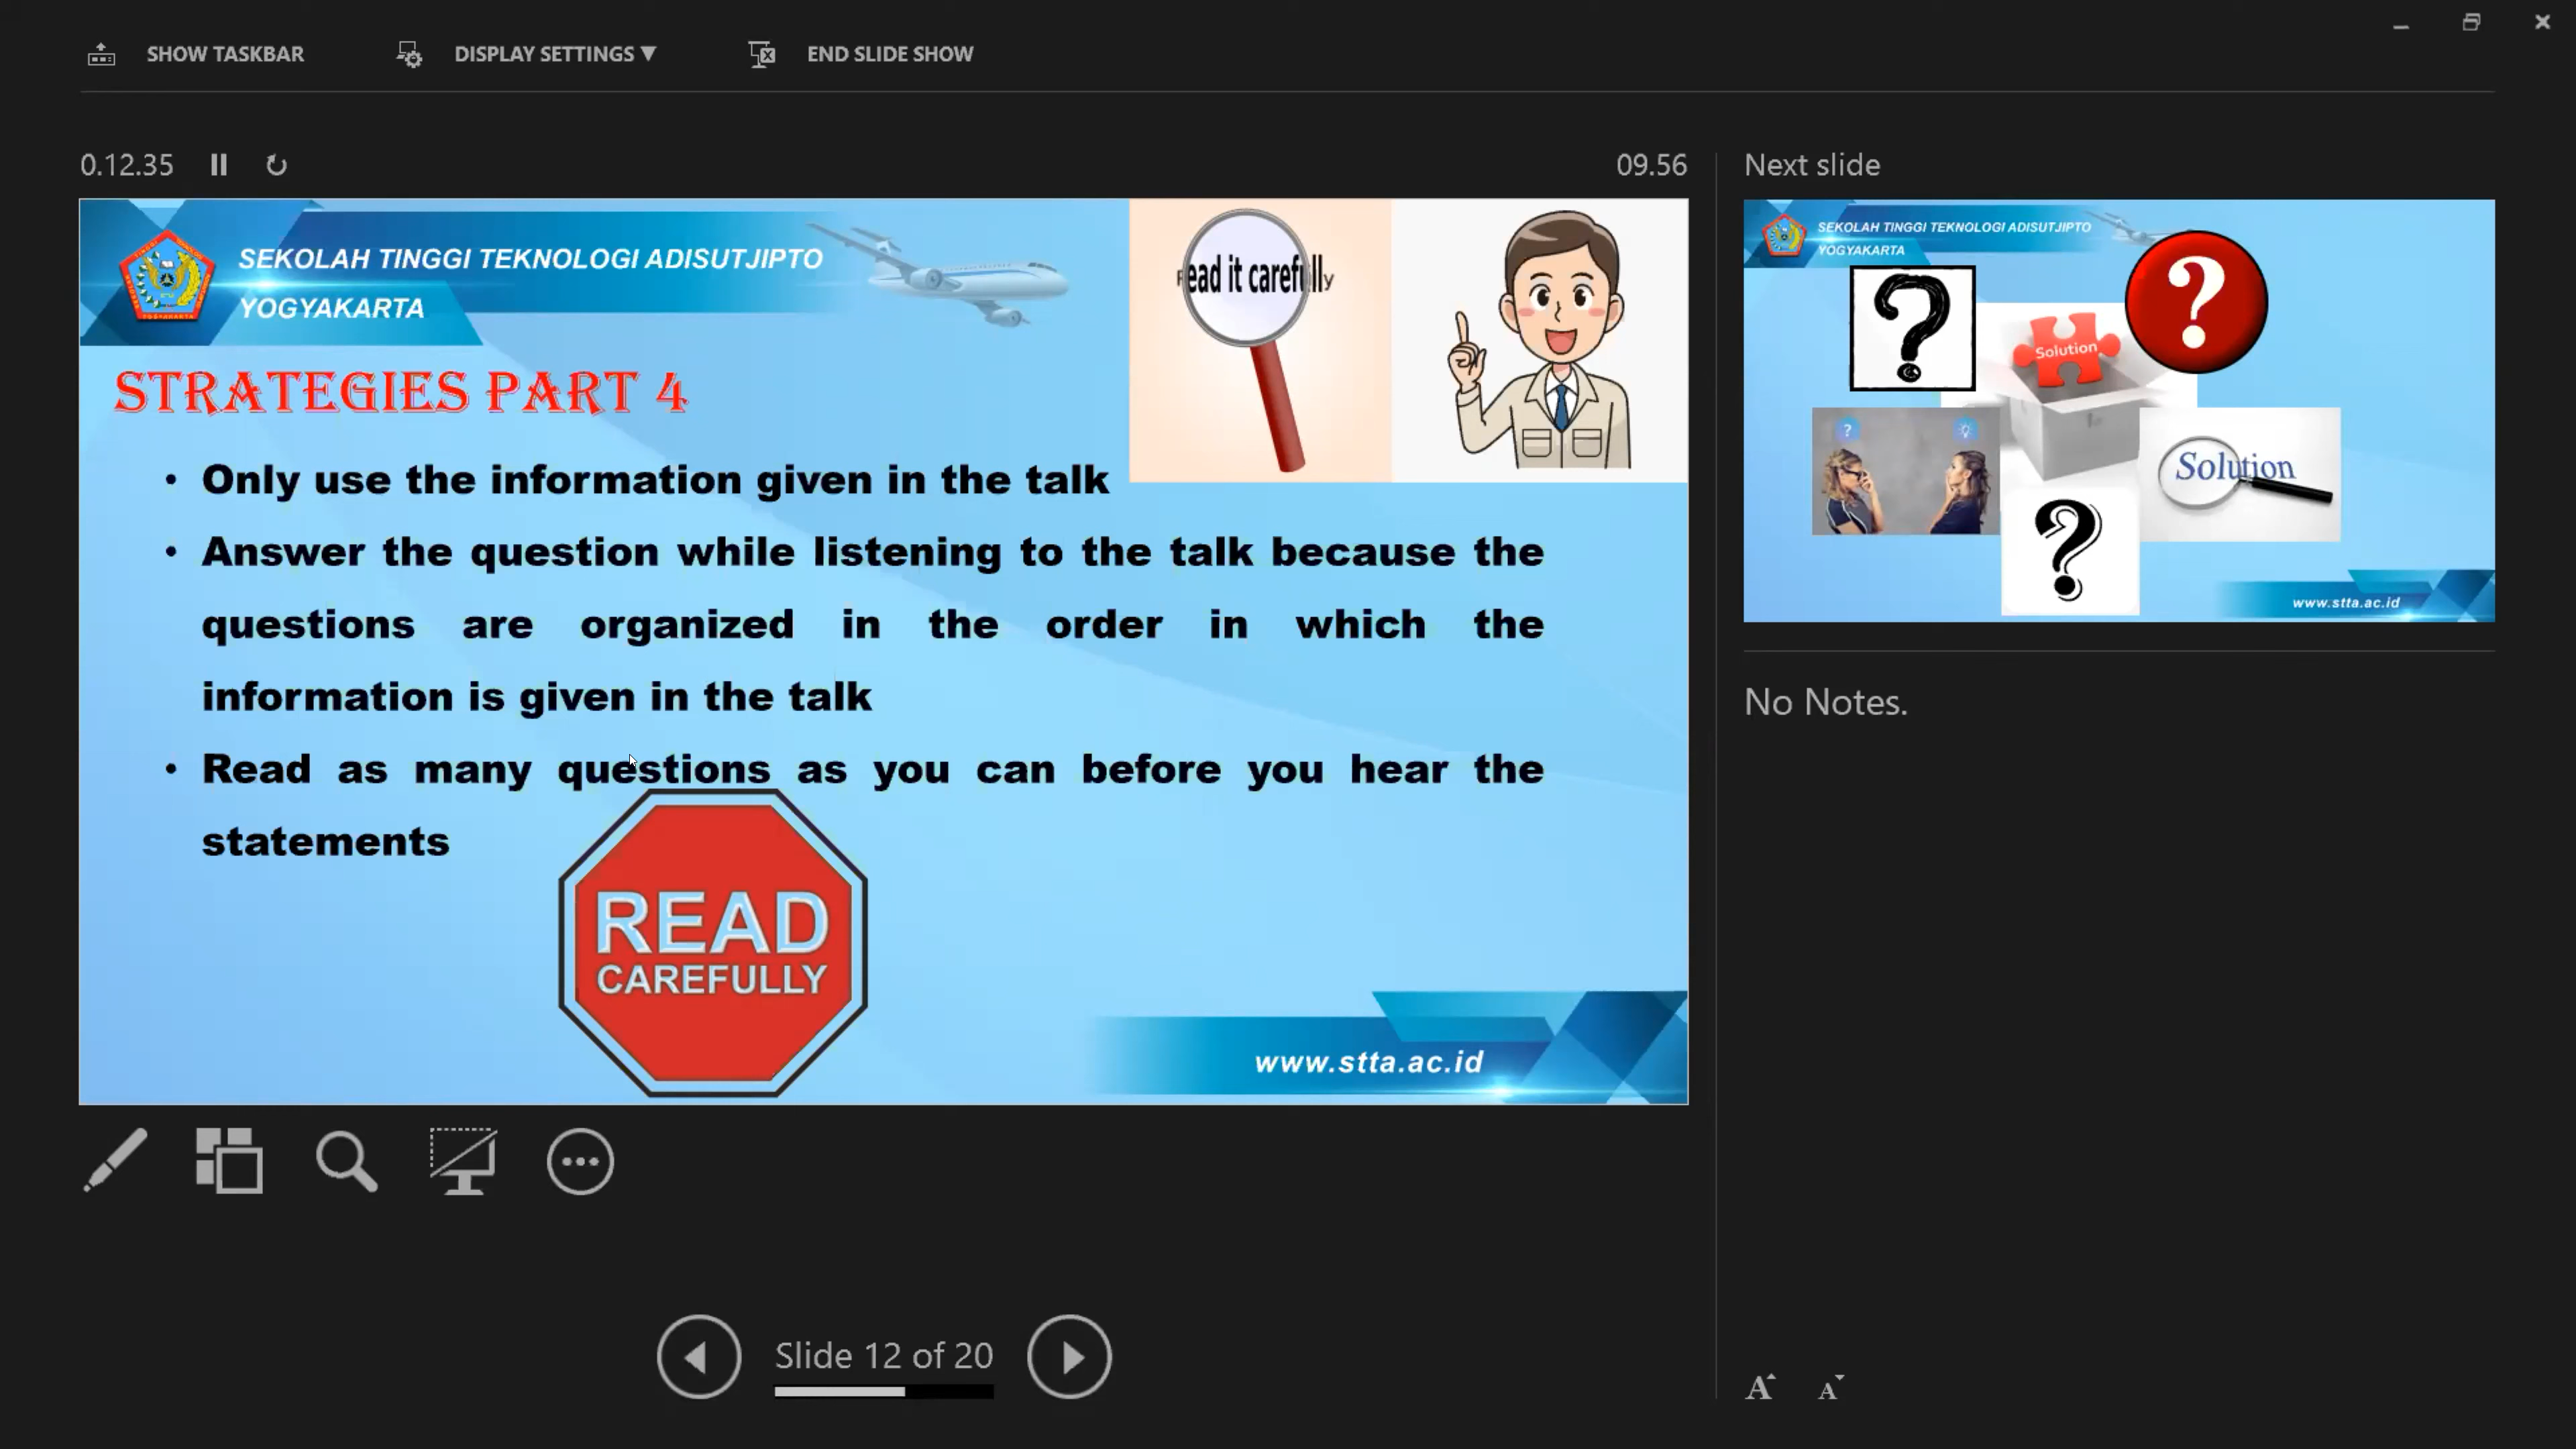 SHOW TASKBAR
DISPLAY SETTINGS ▼
END SLIDE SHOW
0.12.35
09.56
SEKOLAH TINGGI TEKNOLOGI ADISUTJIPTO
YOGYAKARTA
Read it carefully
STRATEGIES PART 4
• Only use the information given in the talk
• Answer the question while listening to the talk because the
questions are organized in the order in which the
information is given in the talk
• Read as many questions as you can before you hear the
statements
READ
CAREFULLY
www.stta.ac.id
Slide 12 of 20
Next slide
SEKOLAH TINGGI TEKNOLOGI ADISUTJIPTO
YOGYAKARTA
?
?
Solution
?
Solution
?
www.stta.ac.id
No Notes.
A
A